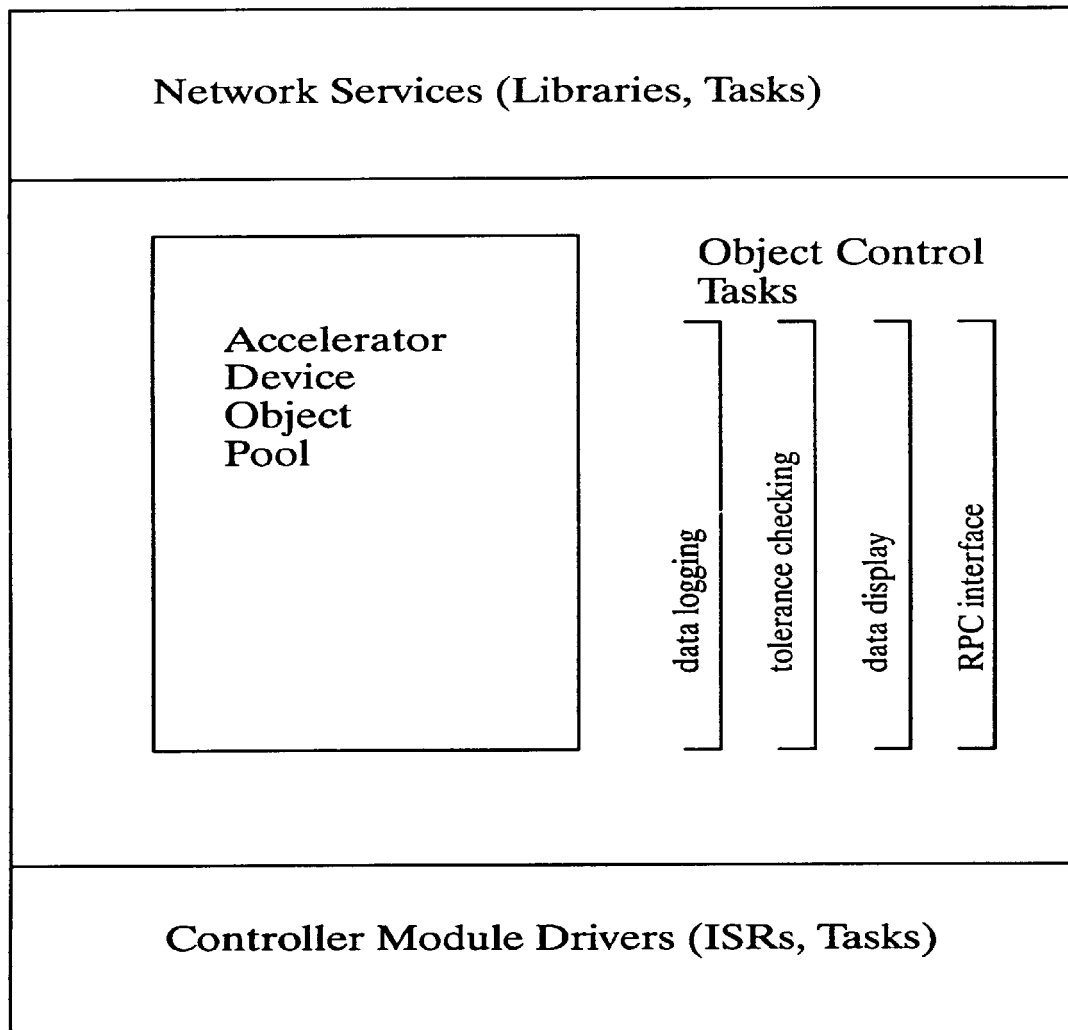 Network Services (Libraries, Tasks)
Accelerator
Device
Object
Pool
Object Control
Tasks
data logging
tolerance checking
data display
RPC interface
Controller Module Drivers (ISRs, Tasks)